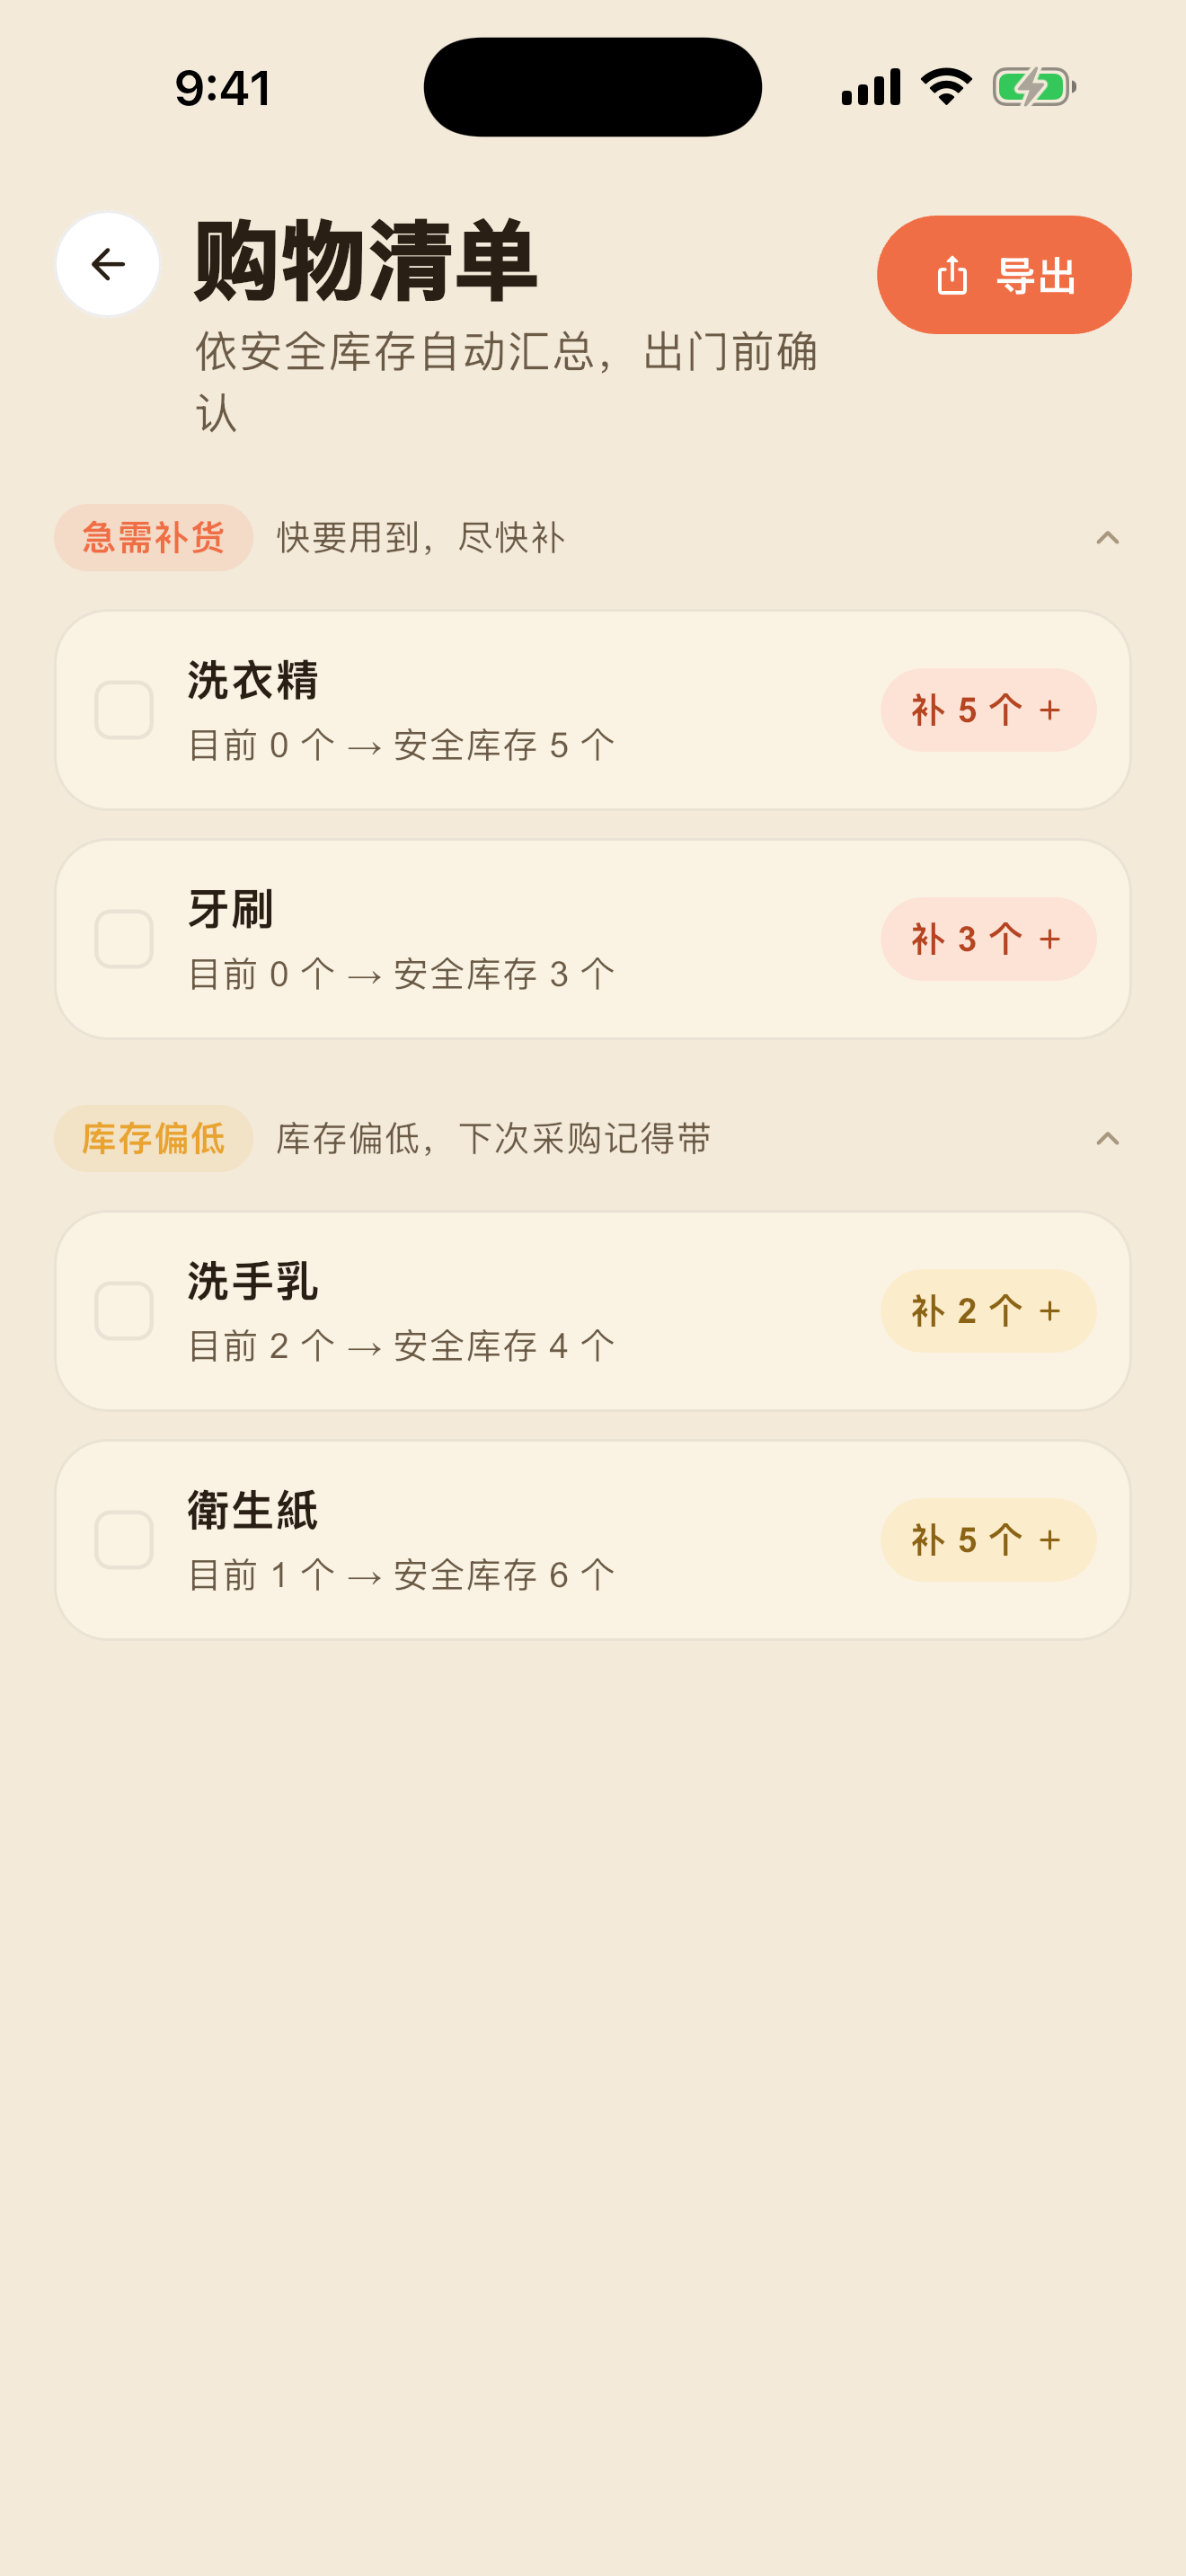 9:41
购物清单
导出
依安全库存自动汇总，出门前确
认
急需补货 快要用到，尽快补
洗衣精
目前 0 个 → 安全库存 5 个
补 5 个 +
牙刷
目前 0 个 → 安全库存 3 个
补 3 个 +
库存偏低 库存偏低，下次采购记得带
洗手乳
目前 2 个 → 安全库存 4 个
补 2 个 +
衛生紙
目前 1 个 → 安全库存 6 个
补 5 个 +